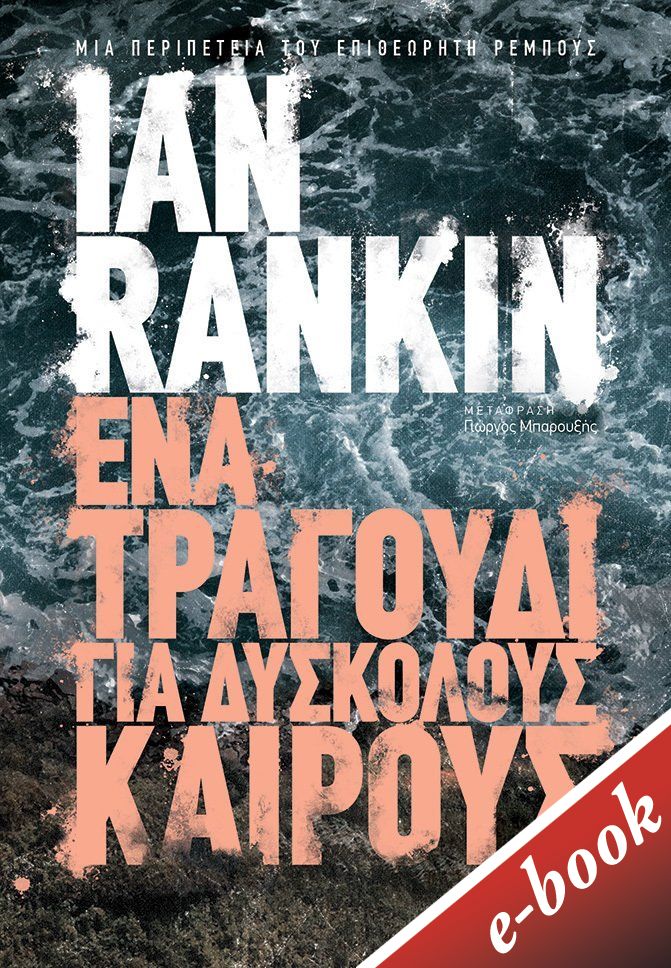 ΜΙΑ ΠΕΡΙΠΕΤΕΙΑ ΤΟΥ ΕΠΙΘΕΩΡΗΤΗ ΡΕΜΠΟΥΣ
IAN
RANKIN
ΜΕΤΑΦΡΑΣΗ
Γιώργος Μπαρουξής
ΕΝΑ
ΤΡΑΓΟΥΔΙ
ΓΙΑ ΔΥΣΚΟΛΟΥΣ
ΚΑΙΡΟΥΣ
e-book